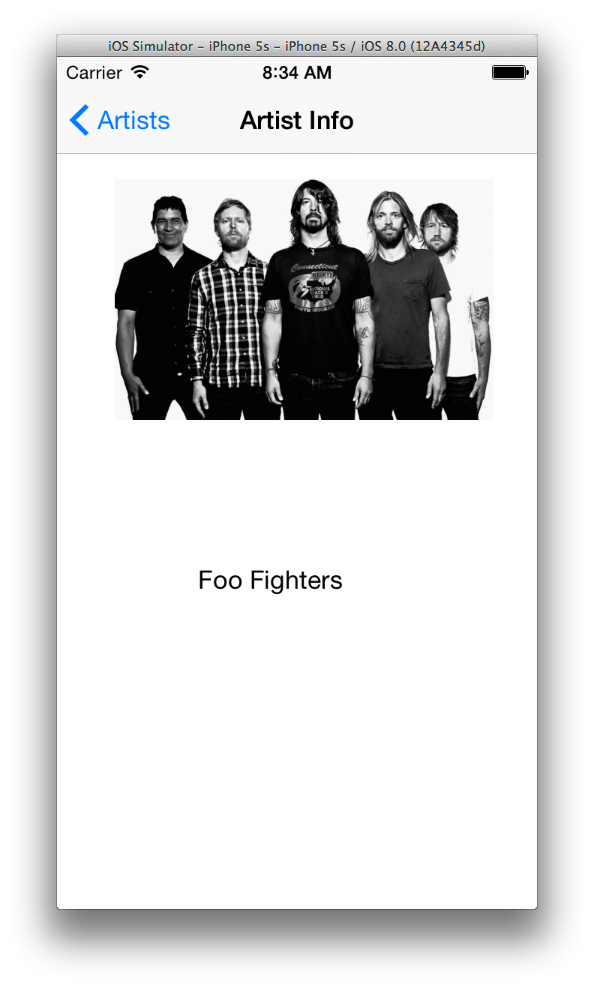 iOS Simulator - iPhone 5s - iPhone 5s / iOS 8.0 (12A4345d)
Carrier 8:34 AM
Artists Artist Info
Connecticut
Foo Fighters